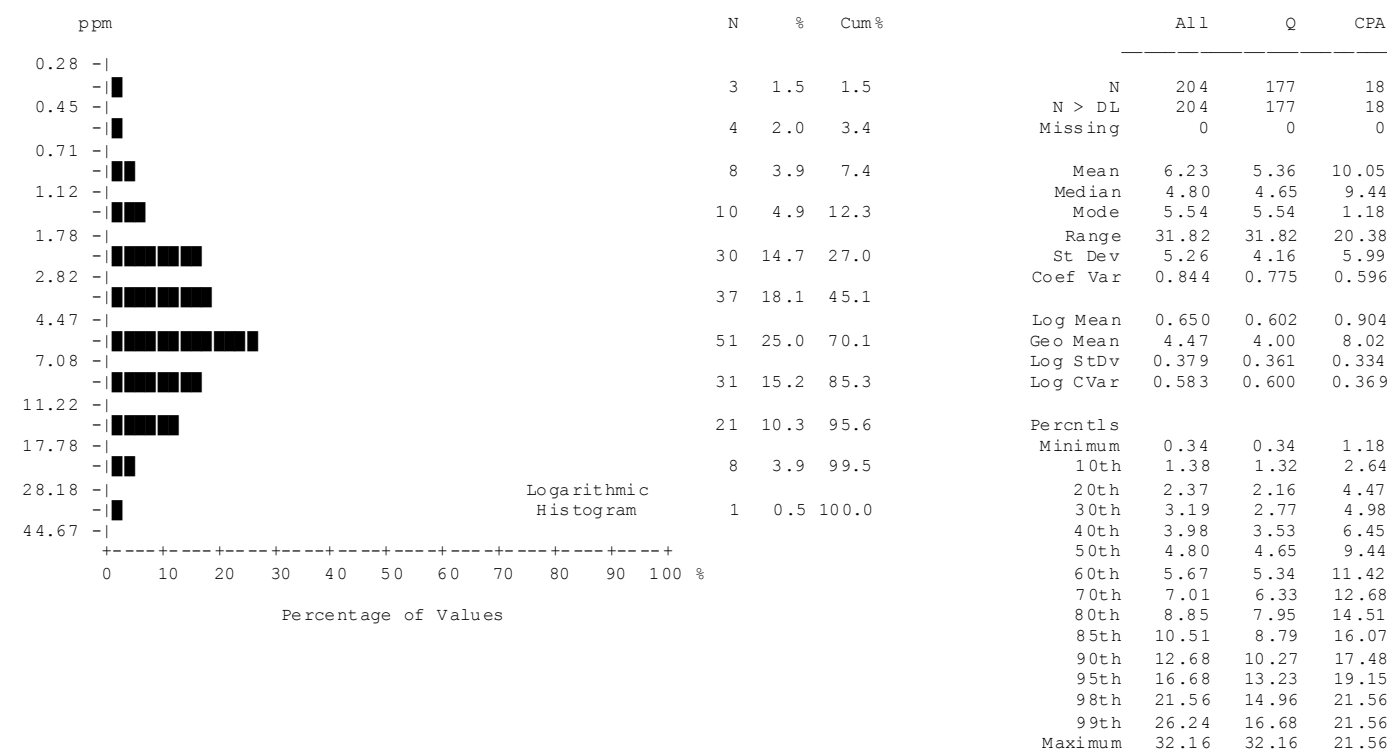 ppm N % Cum% All Q CPA
0.28 -|
-| 3 1.5 1.5 N 204 177 18
0.45 -| N > DL 204 177 18
-| 4 2.0 3.4 Missing 0 0 0
0.71 -|
-| 8 3.9 7.4 Mean 6.23 5.36 10.05
1.12 -| Median 4.80 4.65 9.44
-| 10 4.9 12.3 Mode 5.54 5.54 1.18
1.78 -| Range 31.82 31.82 20.38
-| 30 14.7 27.0 St Dev 5.26 4.16 5.99
2.82 -| Coef Var 0.844 0.775 0.596
-| 37 18.1 45.1
4.47 -| Log Mean 0.650 0.602 0.904
-| 51 25.0 70.1 Geo Mean 4.47 4.00 8.02
7.08 -| Log StDv 0.379 0.361 0.334
-| 31 15.2 85.3 Log CVar 0.583 0.600 0.369
11.22 -|
-| 21 10.3 95.6 Percntls
17.78 -| Minimum 0.34 0.34 1.18
-| 8 3.9 99.5 10th 1.38 1.32 2.64
28.18 -| Logarithmic 20th 2.37 2.16 4.47
-| Histogram 1 0.5 100.0 30th 3.19 2.77 4.98
44.67 -| 40th 3.98 3.53 6.45
+----+----+----+----+----+----+----+----+----+----+ 50th 4.80 4.65 9.44
0 10 20 30 40 50 60 70 80 90 100 % 60th 5.67 5.34 11.42
70th 7.01 6.33 12.68
Percentage of Values 80th 8.85 7.95 14.51
85th 10.51 8.79 16.07
90th 12.68 10.27 17.48
95th 16.68 13.23 19.15
98th 21.56 14.96 21.56
99th 26.24 16.68 21.56
Maximum 32.16 32.16 21.56